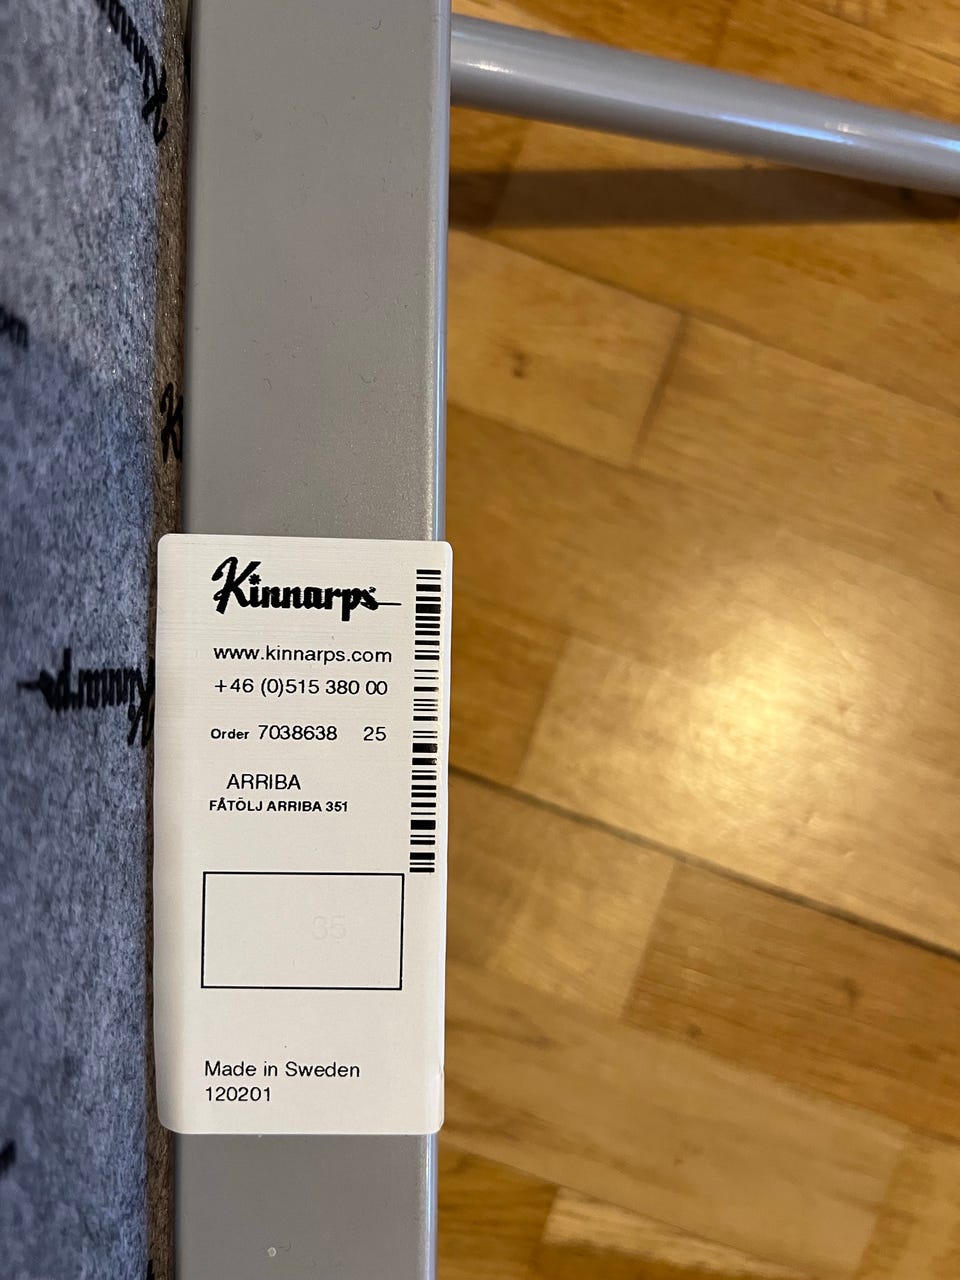 Kinnarps
www.kinnarps.com
+46 (0)515 380 00
Order 7038638 25
ARRIBA
FÅTÖLJ ARRIBA 351
35
Made in Sweden
120201
Kinnarps